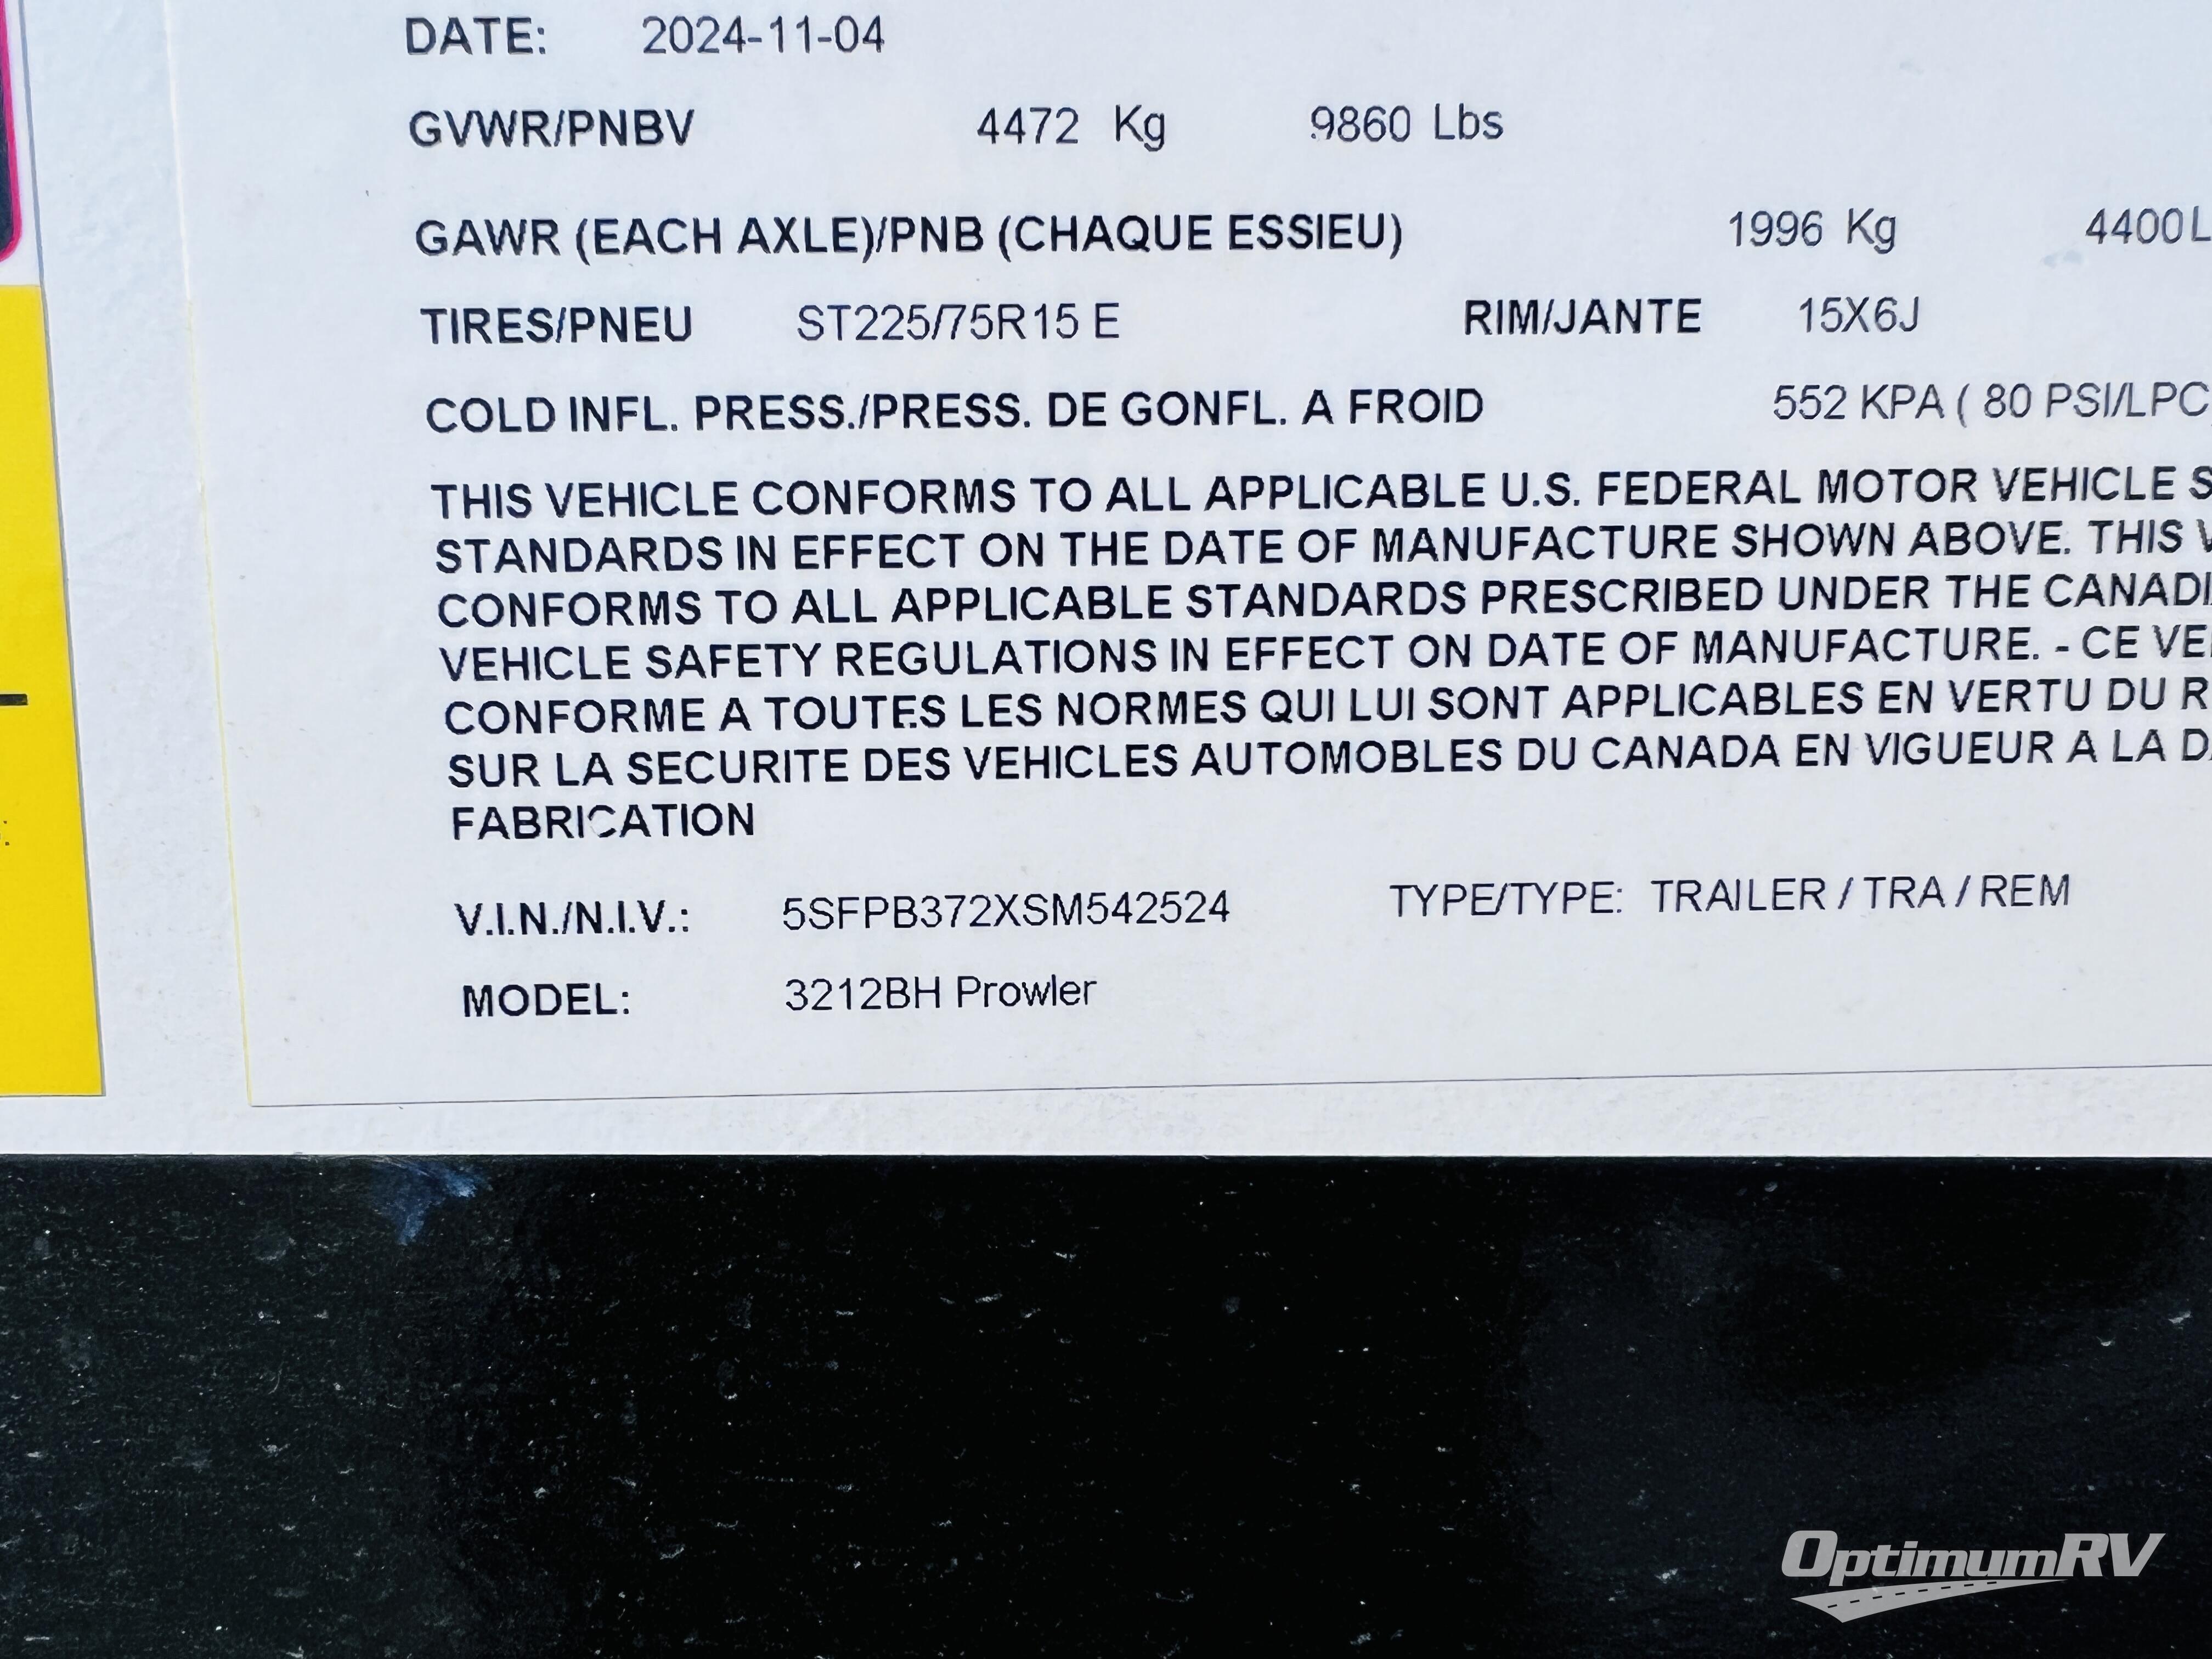 DATE: 2024-11-04
GVWR/PNBV 4472 Kg 9860 Lbs
GAWR (EACH AXLE)/PNB (CHAQUE ESSIEU) 1996 Kg 4400L
TIRES/PNEU ST225/75R15 E RIM/JANTE 15X6J
COLD INFL. PRESS./PRESS. DE GONFL. A FROID 552 KPA ( 80 PSI/LPC
THIS VEHICLE CONFORMS TO ALL APPLICABLE U.S. FEDERAL MOTOR VEHICLE S
STANDARDS IN EFFECT ON THE DATE OF MANUFACTURE SHOWN ABOVE. THIS V
CONFORMS TO ALL APPLICABLE STANDARDS PRESCRIBED UNDER THE CANADI
VEHICLE SAFETY REGULATIONS IN EFFECT ON DATE OF MANUFACTURE. - CE VE
CONFORME A TOUTES LES NORMES QUI LUI SONT APPLICABLES EN VERTU DU R
SUR LA SECURITE DES VEHICLES AUTOMOBLES DU CANADA EN VIGUEUR A LA D
FABRICATION
V.I.N./N.I.V.: 5SFPB372XSM542524 TYPE/TYPE: TRAILER / TRA / REM
MODEL: 3212BH Prowler
OptimumRV